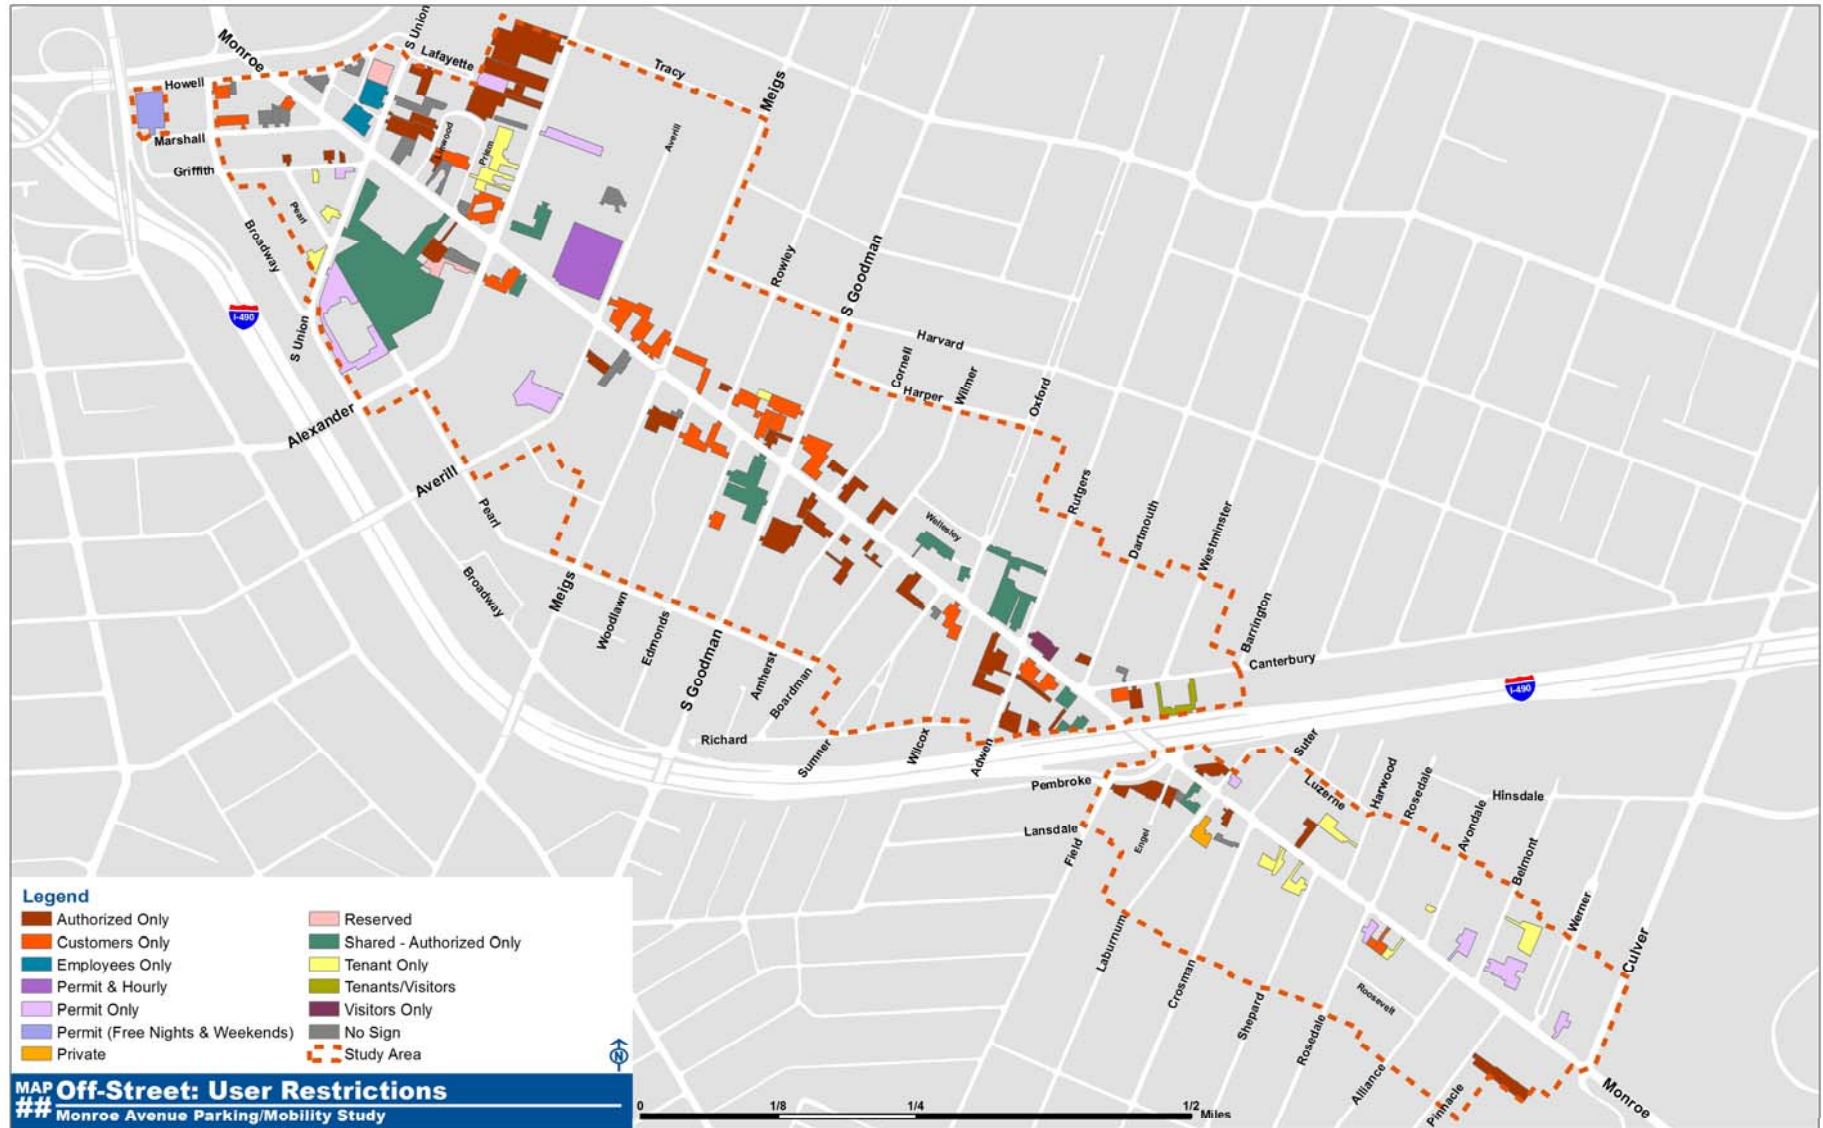 S Union
Monroe
Lafayette
Tracy
Meigs
Howell
Marshall
Griffith
Linwood
Priem
Averill
Pearl
Broadway
Rowley
S Goodman
I-490
S Union
Harvard
Cornell
Harper
Wilmer
Oxford
Alexander
Averill
Pearl
Rutgers
Dartmouth
Westminster
Wellesley
Broadway
Meigs
Woodlawn
Edmonds
S Goodman
Amherst
Boardman
Barrington
Canterbury
I-490
Richard
Sumner
Wilcox
Adwen
Pembroke
Suter
Luzerne
Harwood
Rosedale
Hinsdale
Avondale
Belmont
Lansdale
Field
Engel
Werner
Culver
Laburnum
Crosman
Shepard
Rosedale
Roosevelt
Alliance
Pinnacle
Monroe
Legend
Authorized Only
Customers Only
Employees Only
Permit & Hourly
Permit Only
Permit (Free Nights & Weekends)
Private
Reserved
Shared - Authorized Only
Tenant Only
Tenants/Visitors
Visitors Only
No Sign
Study Area
N
MAP
##
Off-Street: User Restrictions
Monroe Avenue Parking/Mobility Study
0 1/8 1/4 1/2
Miles